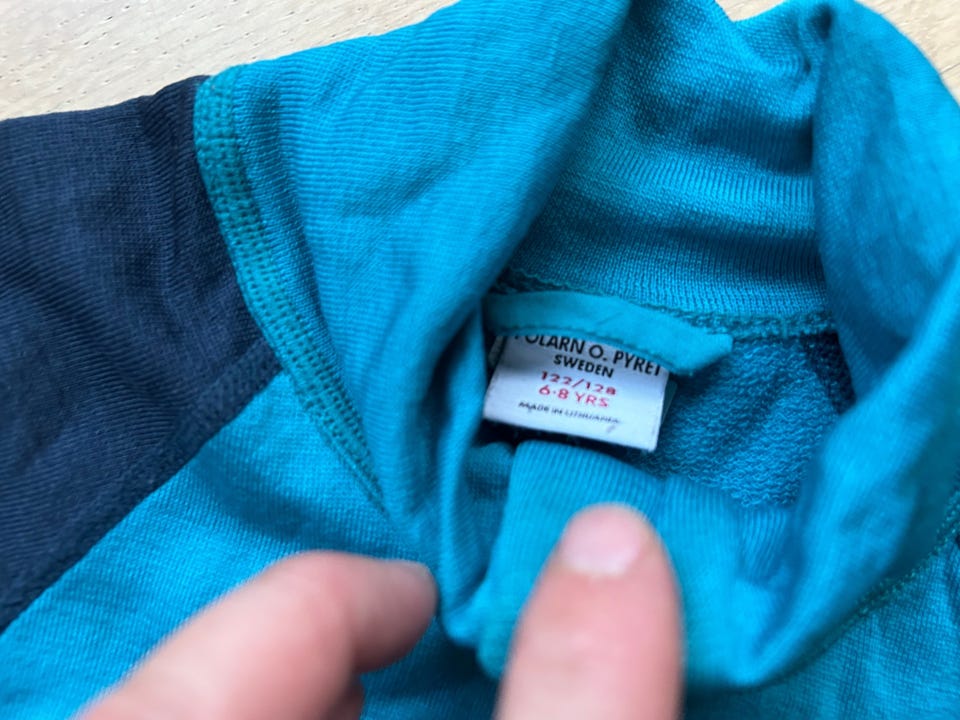 POLARN O. PYRET
SWEDEN
122/128
6-8 YRS
MADE IN LITHUANIA